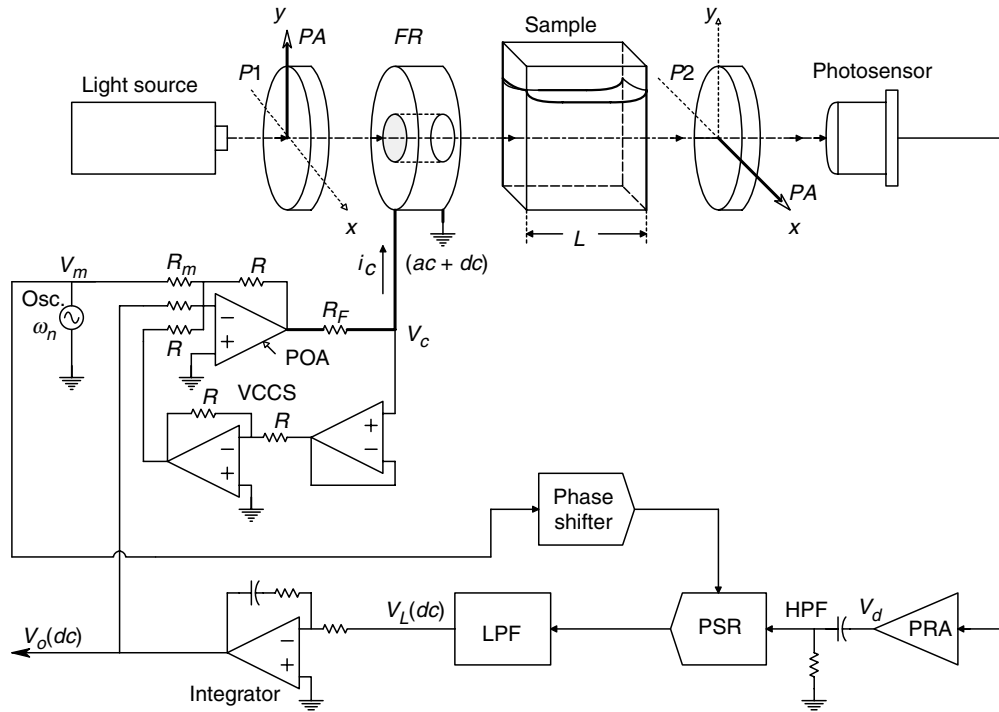 y
PA
FR
Sample
y
P1
P2
Light source
Photosensor
x
L
PA
x
i_c
(ac + dc)
V_m
R_m
R
Osc.
ω_n
−
+
R
R_F
V_c
POA
VCCS
R
R
−
+
+
−
Phase
shifter
V_o(dc)
−
+
Integrator
V_L(dc)
LPF
PSR
HPF
V_d
PRA